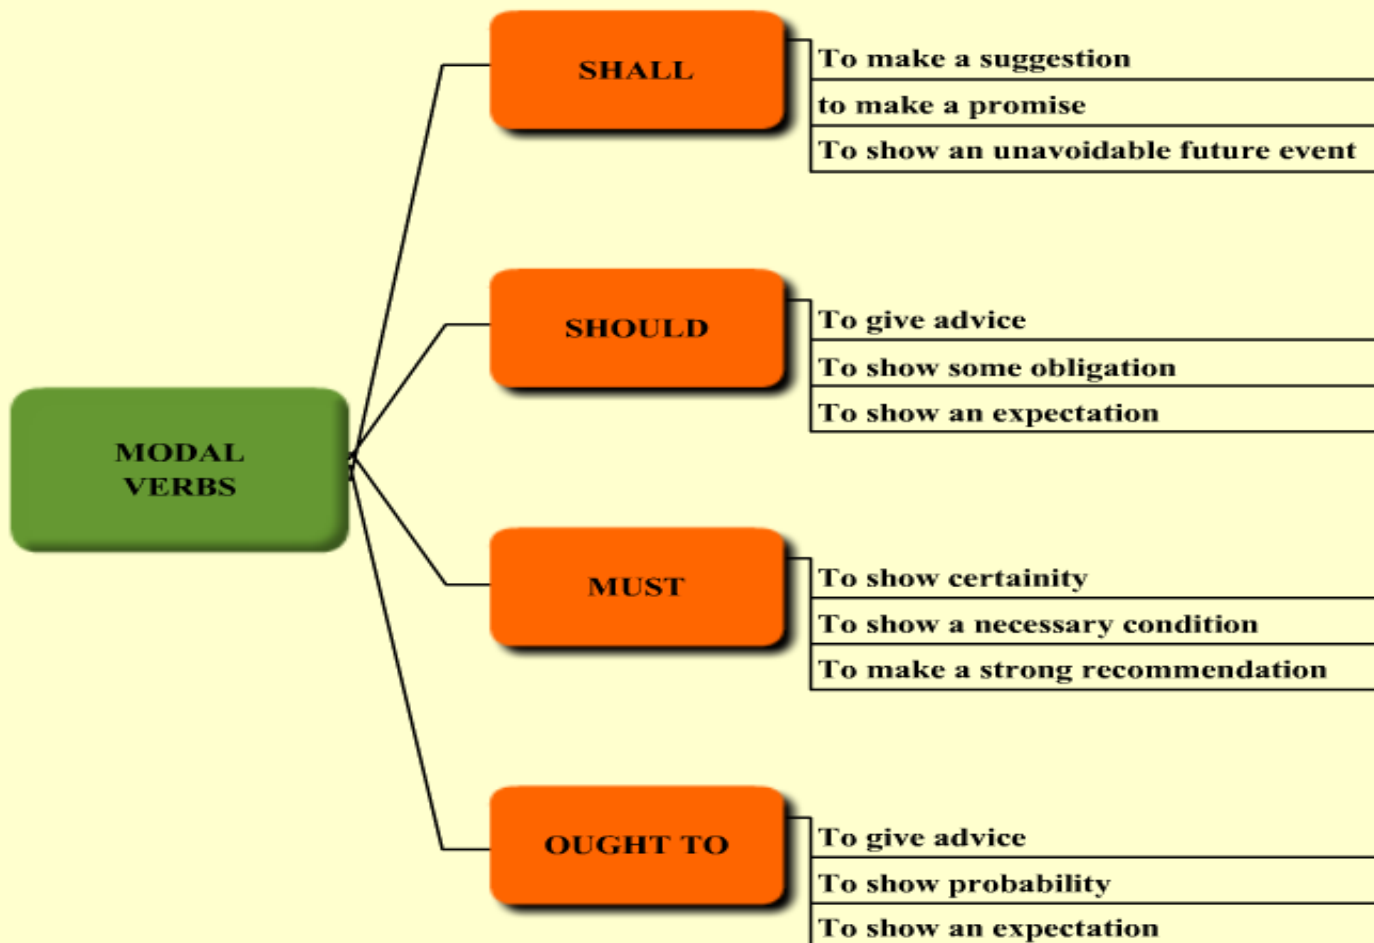 SHALL
To make a suggestion
to make a promise
To show an unavoidable future event
SHOULD
To give advice
To show some obligation
To show an expectation
MODAL
VERBS
MUST
To show certainity
To show a necessary condition
To make a strong recommendation
OUGHT TO
To give advice
To show probability
To show an expectation